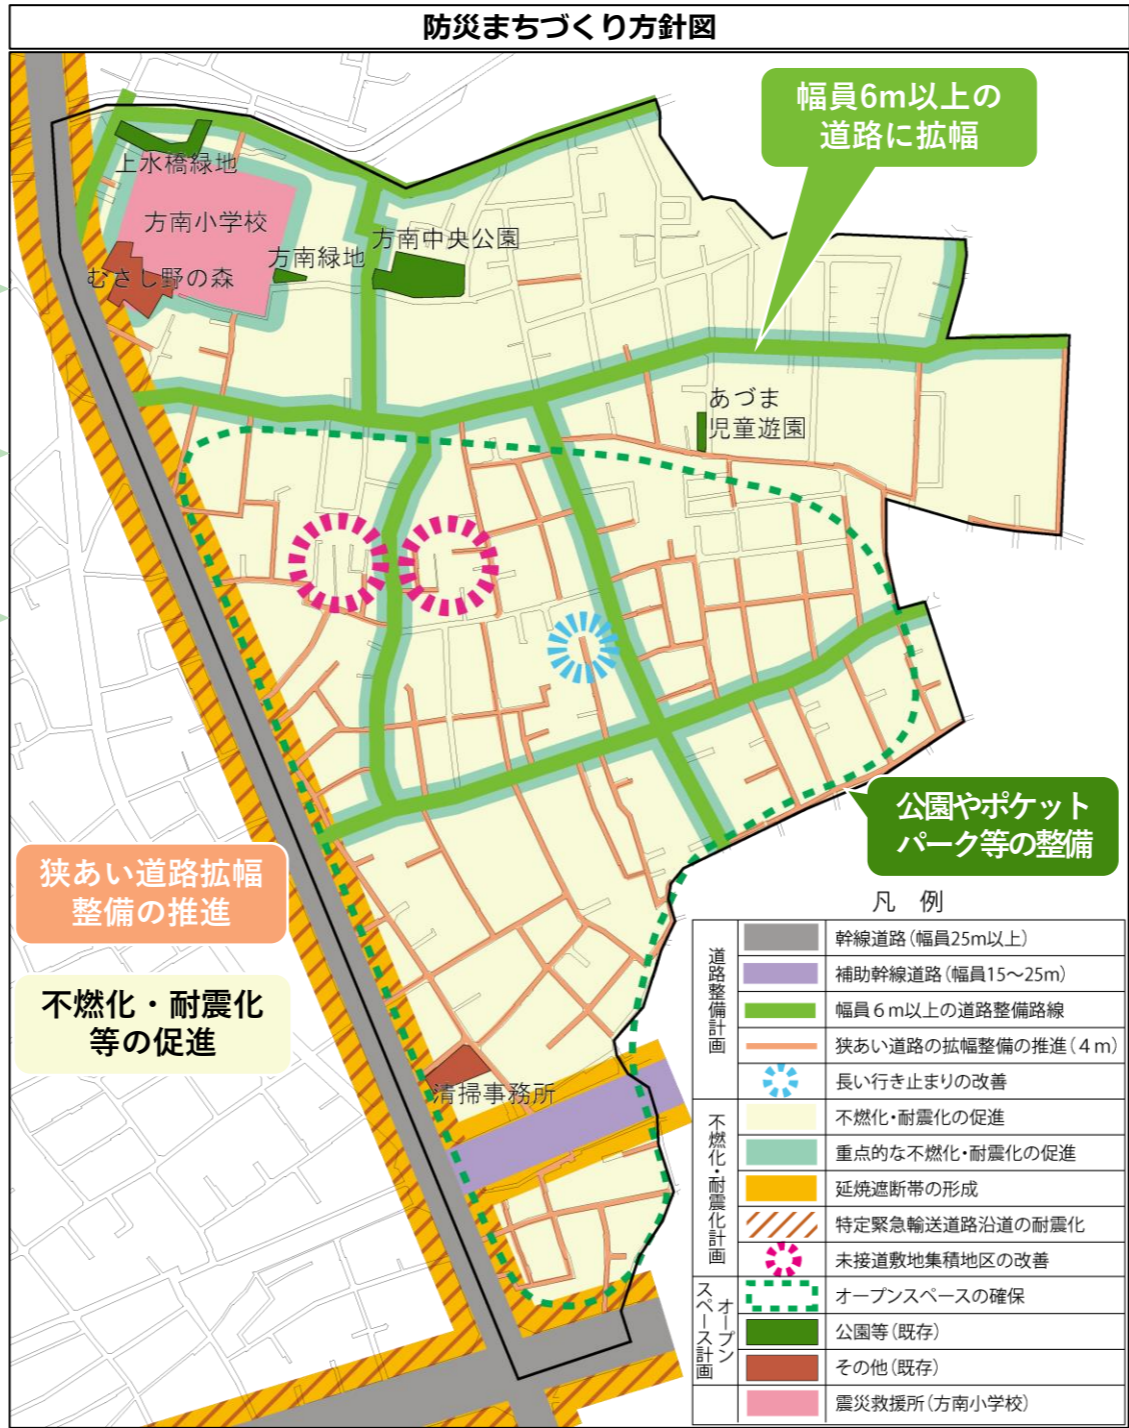 防災まちづくり方針図
幅員6m以上の
道路に拡幅
上水橋緑地
方南小学校
むさし野の森
方南緑地
方南中央公園
あづま
児童遊園
公園やポケット
パーク等の整備
狭あい道路拡幅
整備の推進
不燃化・耐震化
等の促進
清掃事務所
凡 例
道路整備計画
幹線道路(幅員25m以上)
補助幹線道路(幅員15～25m)
幅員6m以上の道路整備路線
狭あい道路の拡幅整備の推進(4m)
長い行き止まりの改善
不燃化・耐震化計画
不燃化・耐震化の促進
重点的な不燃化・耐震化の促進
延焼遮断帯の形成
特定緊急輸送道路沿道の耐震化
未接道敷地集積地区の改善
オープン
スペース計画
オープンスペースの確保
公園等(既存)
その他(既存)
震災救援所(方南小学校)